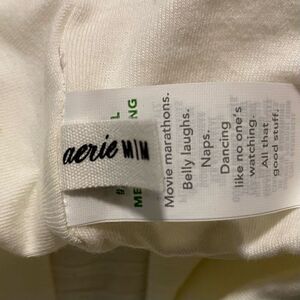 aerie M|M
Movie marathons.
Belly laughs.
Naps.
Dancing
like no one's
watching.
All that
good stuff.